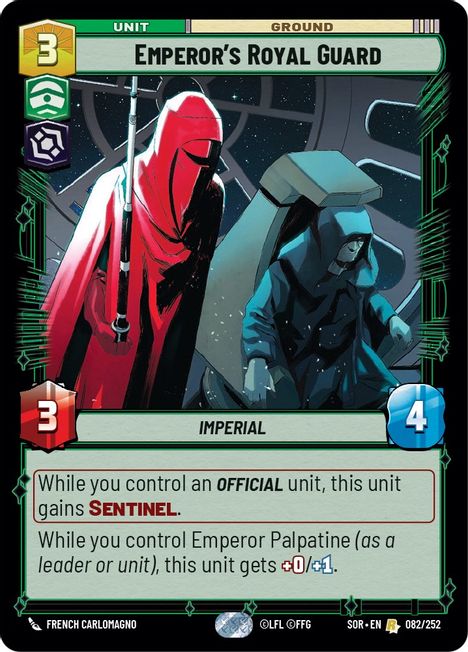 UNIT
GROUND
3
EMPEROR'S ROYAL GUARD
3
4
IMPERIAL
While you control an OFFICIAL unit, this unit
gains SENTINEL.
While you control Emperor Palpatine (as a
leader or unit), this unit gets +0/+1.
FRENCH CARLOMAGNO
©LFL ©FFG
SOR • EN R 082/252